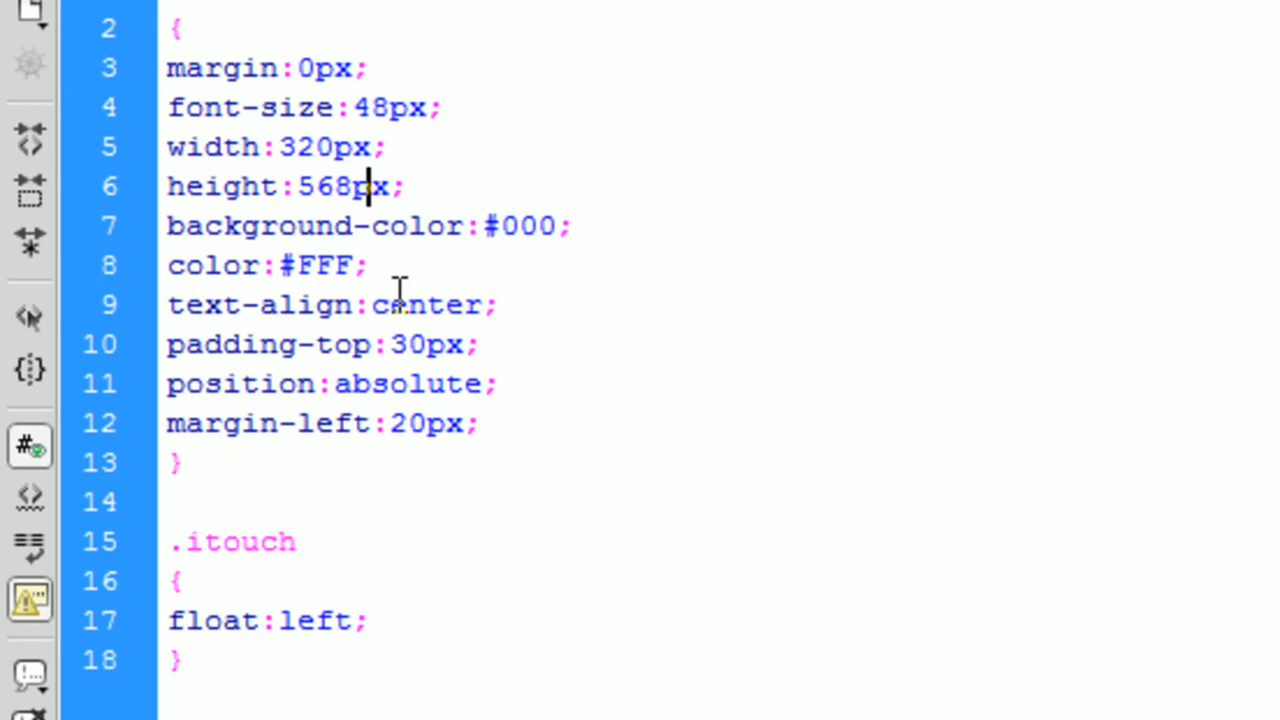 2 {
3 margin:0px;
4 font-size:48px;
5 width:320px;
6 height:568px;
7 background-color:#000;
8 color:#FFF;
9 text-align:center;
10 padding-top:30px;
11 position:absolute;
12 margin-left:20px;
13 }
14
15 .itouch
16 {
17 float:left;
18 }